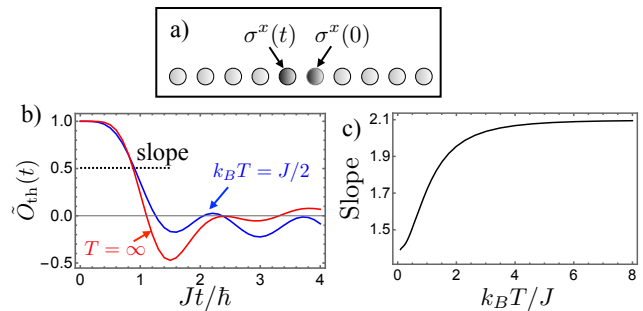 a)
σ^x(t) σ^x(0)
b)
1.0
0.5
0.0
-0.5
Õ_th(t)
slope
k_BT = J/2
T = ∞
0 1 2 3 4
Jt/ħ
c)
2.1
1.9
1.7
1.5
Slope
0 2 4 6 8
k_BT/J